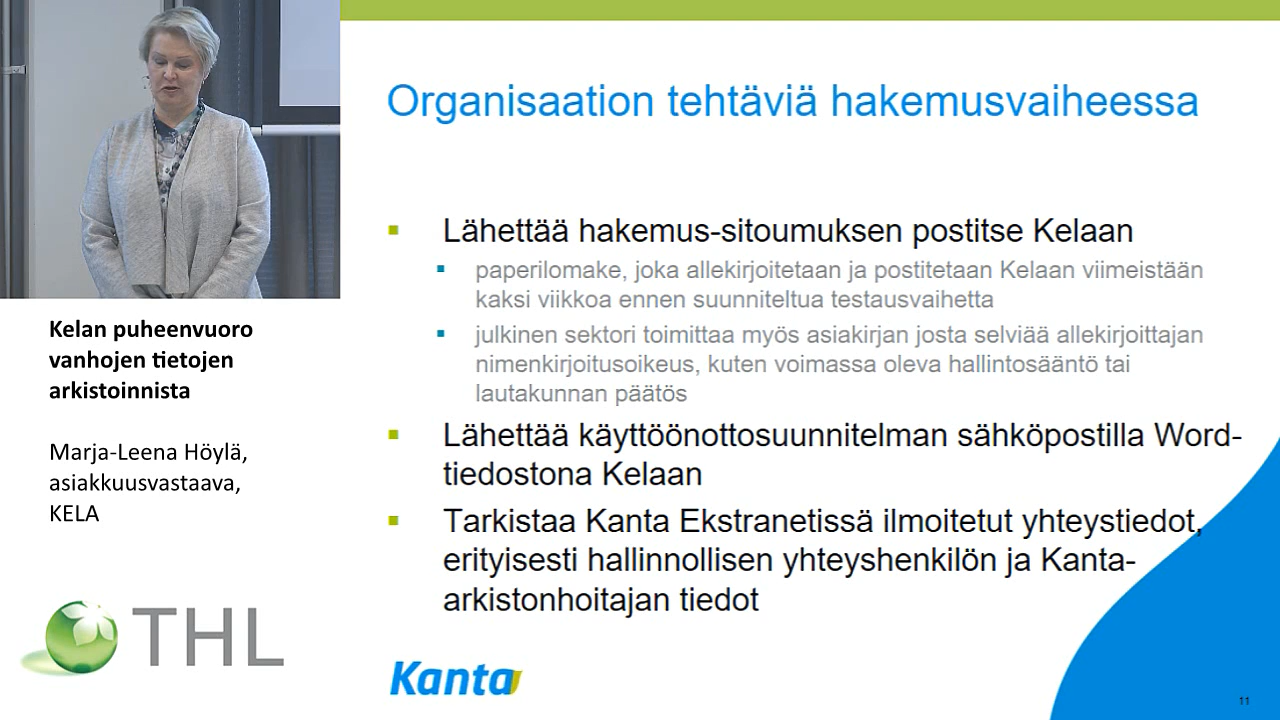 Organisaation tehtäviä hakemusvaiheessa
Lähettää hakemus-sitoumuksen postitse Kelaan
paperilomake, joka allekirjoitetaan ja postitetaan Kelaan viimeistään
kaksi viikkoa ennen suunniteltua testausvaihetta
julkinen sektori toimittaa myös asiakirjan josta selviää allekirjoittajan
nimenkirjoitusoikeus, kuten voimassa oleva hallintosääntö tai
lautakunnan päätös
Lähettää käyttöönottosuunnitelman sähköpostilla Word-
tiedostona Kelaan
Tarkistaa Kanta Ekstranetissä ilmoitetut yhteystiedot,
erityisesti hallinnollisen yhteyshenkilön ja Kanta-
arkistonhoitajan tiedot
Kanta
11
Kelan puheenvuoro
vanhojen tietojen
arkistoinnista
Marja-Leena Höylä,
asiakkuusvastaava,
KELA
THL